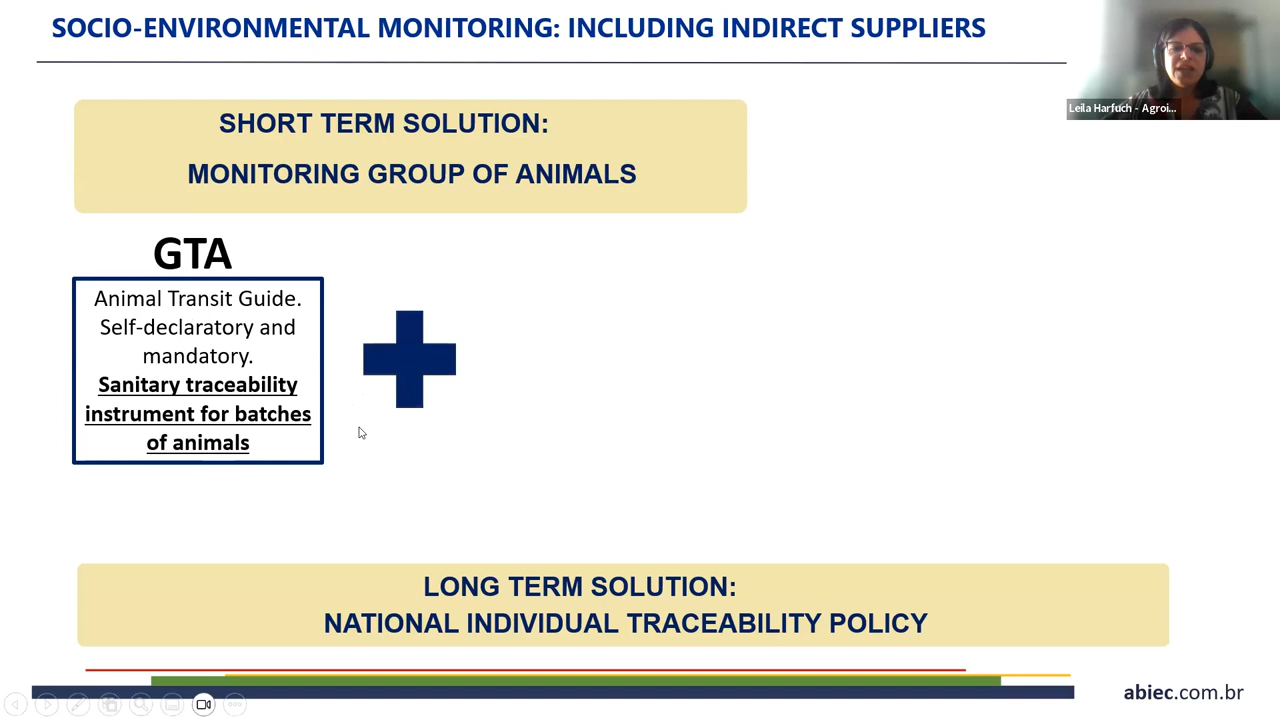 SOCIO-ENVIRONMENTAL MONITORING: INCLUDING INDIRECT SUPPLIERS
Leila Harfuch - Agroi...
SHORT TERM SOLUTION:
MONITORING GROUP OF ANIMALS
GTA
Animal Transit Guide.
Self-declaratory and
mandatory.
Sanitary traceability
instrument for batches
of animals
LONG TERM SOLUTION:
NATIONAL INDIVIDUAL TRACEABILITY POLICY
abiec.com.br